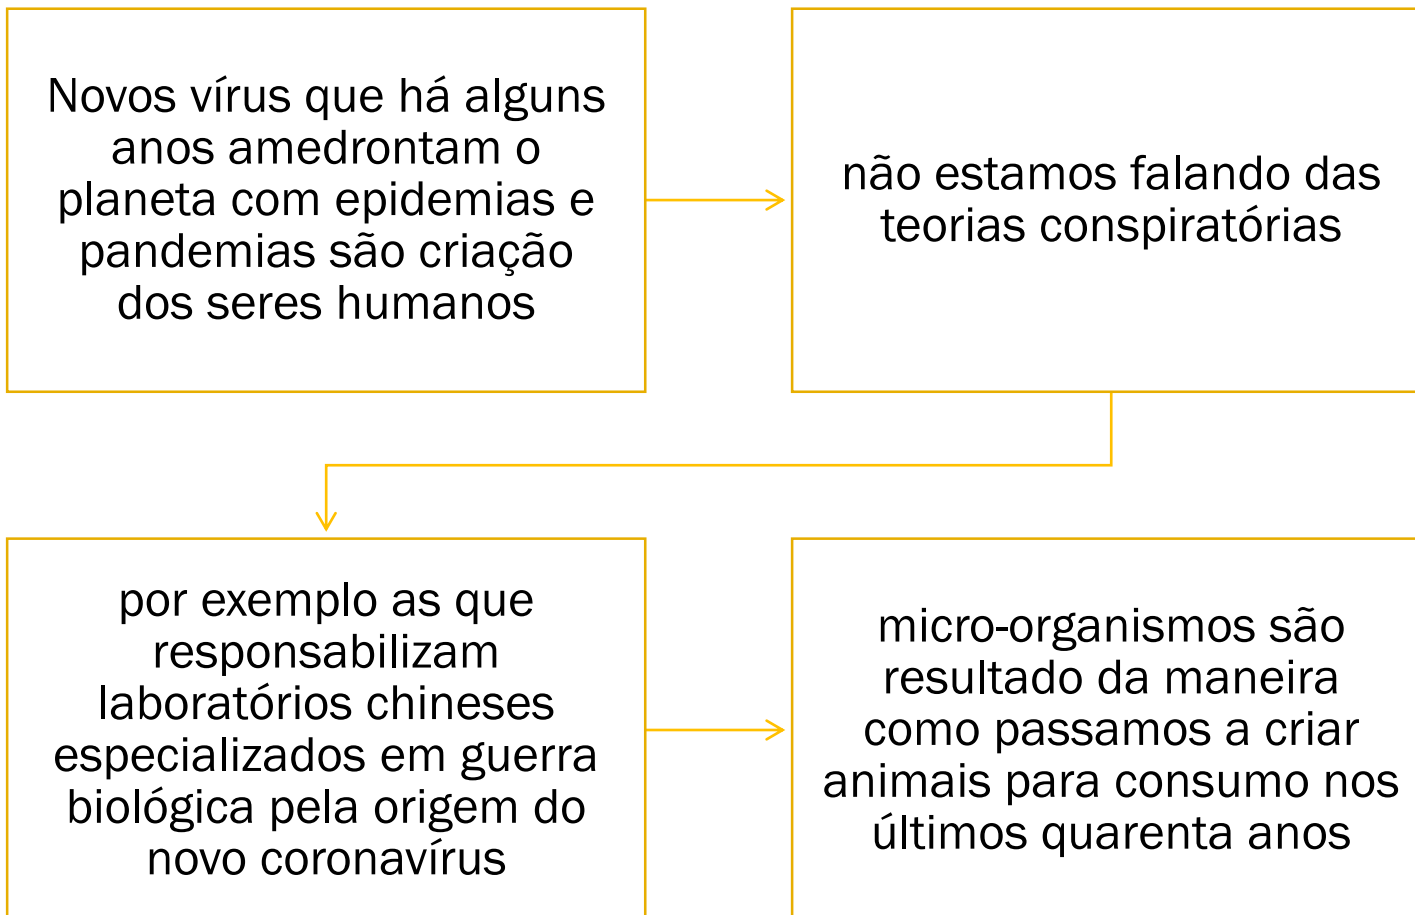 Novos vírus que há alguns
anos amedrontam o
planeta com epidemias e
pandemias são criação
dos seres humanos
não estamos falando das
teorias conspiratórias
por exemplo as que
responsabilizam
laboratórios chineses
especializados em guerra
biológica pela origem do
novo coronavírus
micro-organismos são
resultado da maneira
como passamos a criar
animais para consumo nos
últimos quarenta anos